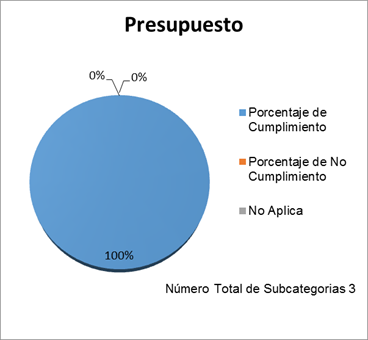 Presupuesto
0%
0%
100%
Porcentaje de
Cumplimiento
Porcentaje de No
Cumplimiento
No Aplica
Número Total de Subcategorias 3